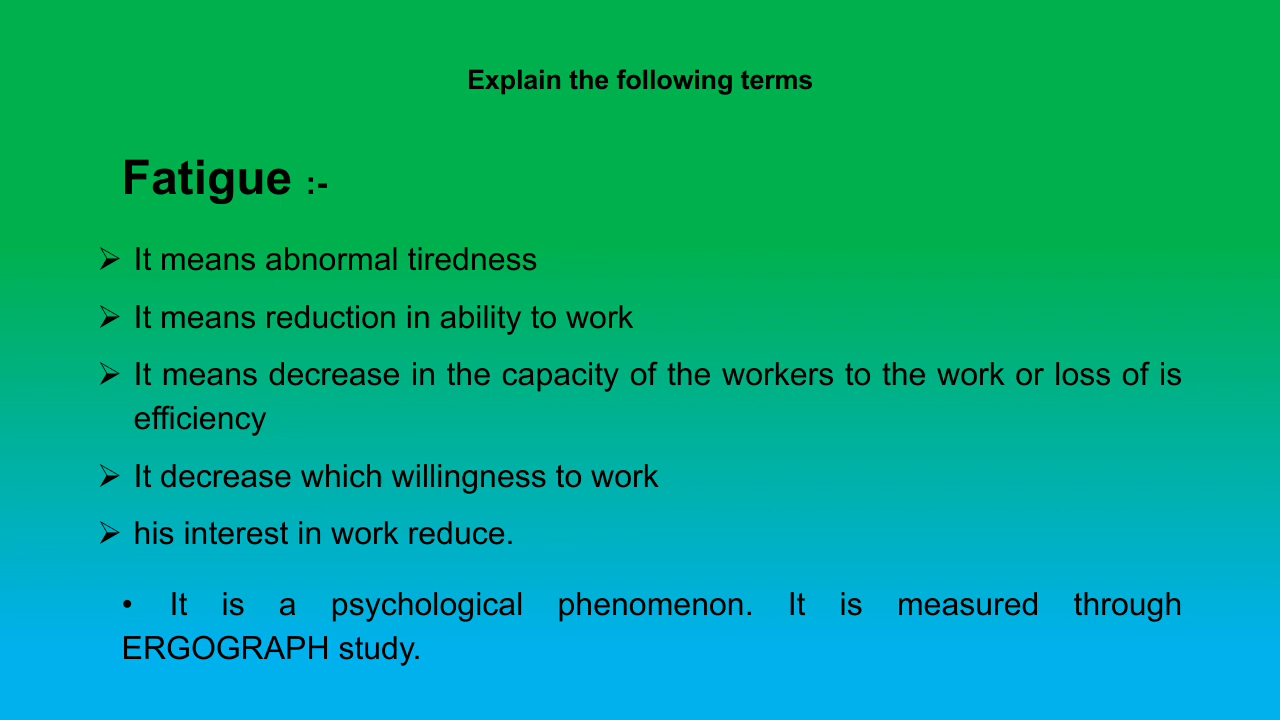 Explain the following terms
Fatigue :-
➢ It means abnormal tiredness
➢ It means reduction in ability to work
➢ It means decrease in the capacity of the workers to the work or loss of is
efficiency
➢ It decrease which willingness to work
➢ his interest in work reduce.
• It is a psychological phenomenon. It is measured through
ERGOGRAPH study.